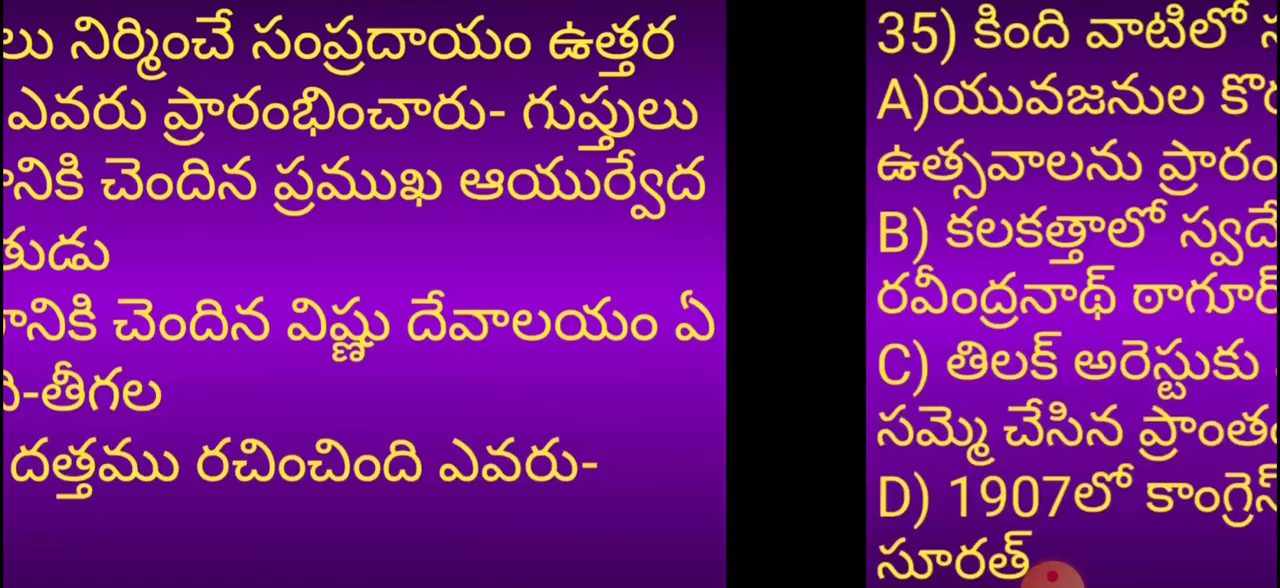 లు నిర్మించే సంప్రదాయం ఉత్తర
ఎవరు ప్రారంభించారు- గుప్తులు
నికి చెందిన ప్రముఖ ఆయుర్వేద
కుడు
నికి చెందిన విష్ణు దేవాలయం ఏ
-తీగల
దత్తము రచించింది ఎవరు-
35) కింది వాటిలో
A)యువజనుల
ఉత్సవాలను
B) కలకత్తాలో
రవీంద్రనాథ్ ఠాగూర్
C) తిలక్ అరెస్టుకు
సమ్మె చేసిన
D) 1907లో కాంగ్రెస్
సూరత్